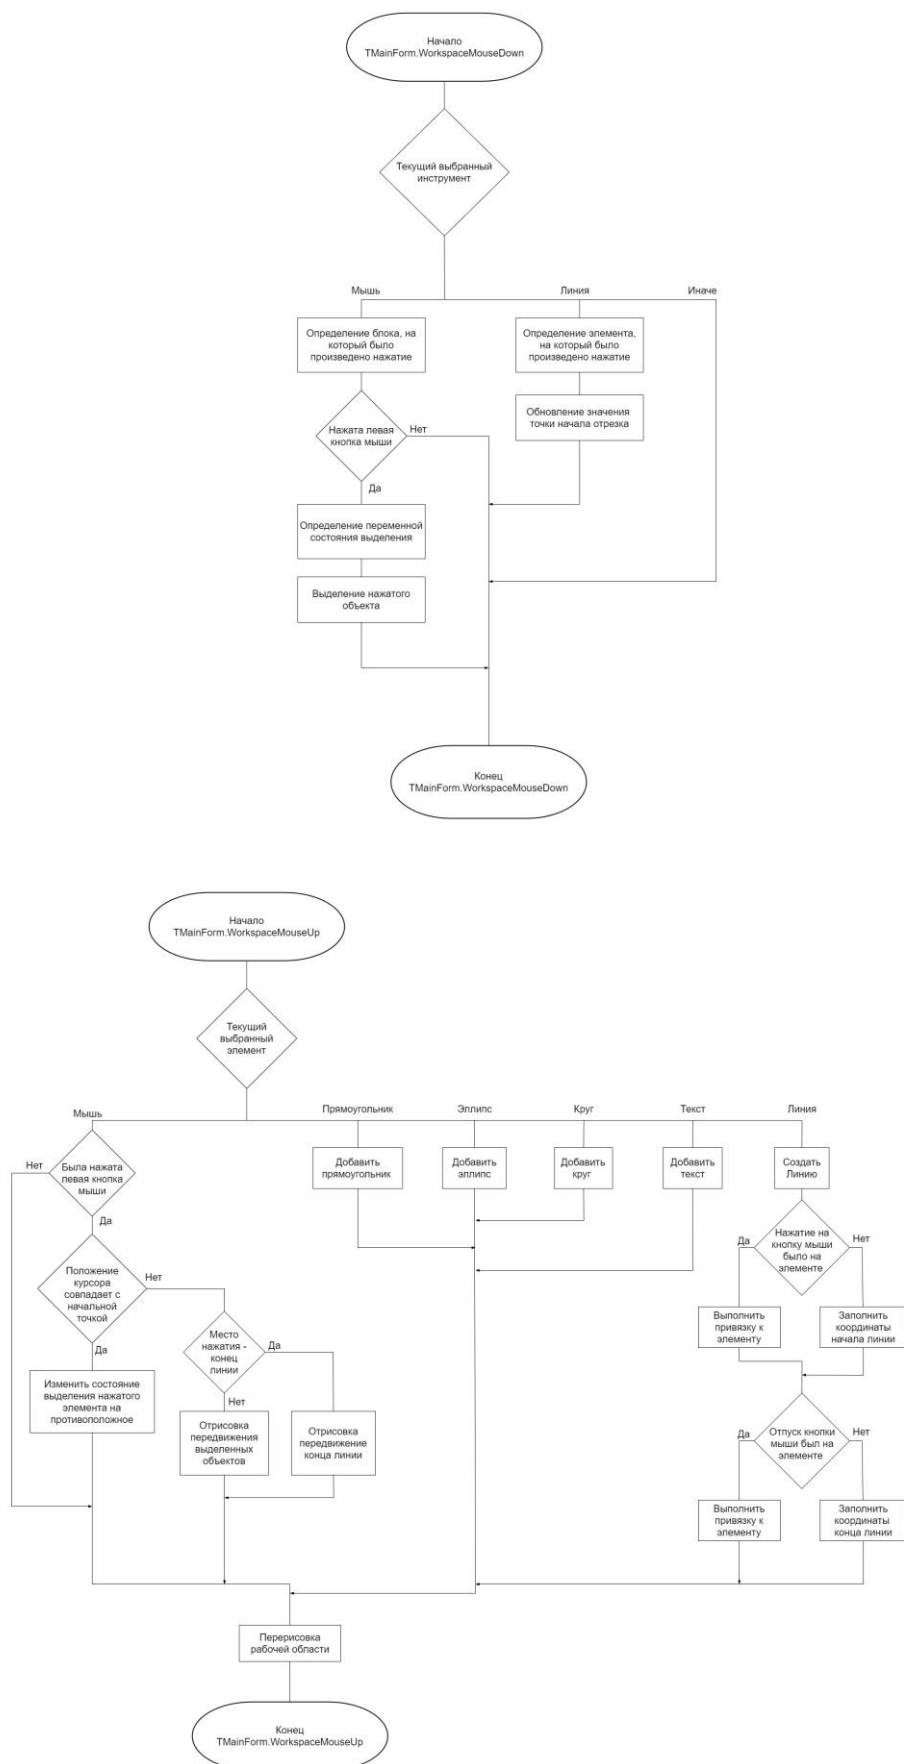 Начало
TMainForm.WorkspaceMouseDown
Текущий выбранный
инструмент
Мышь
Линия
Иначе
Определение блока, на
который было
произведено нажатие
Определение элемента,
на который было
произведено нажатие
Обновление значения
точки начала отрезка
Нажата левая
кнопка мыши
Нет
Да
Определение переменной
состояния выделения
Выделение нажатого
объекта
Конец
TMainForm.WorkspaceMouseDown
Начало
TMainForm.WorkspaceMouseUp
Текущий
выбранный
элемент
Мышь
Прямоугольник
Эллипс
Круг
Текст
Линия
Нет
Была нажата
левая кнопка
мыши
Да
Добавить
прямоугольник
Добавить
эллипс
Добавить
круг
Добавить
текст
Создать
Линию
Да
Нажатие на
кнопку мыши
было на
элементе
Нет
Положение
курсора
совпадает с
начальной
точкой
Нет
Да
Место
нажатия -
конец
линии
Да
Нет
Выполнить
привязку к
элементу
Заполнить
координаты
начала линии
Изменить состояние
выделения нажатого
элемента на
противоположное
Отрисовка
передвижения
выделенных
объектов
Отрисовка
передвижение
конца линии
Да
Отпуск кнопки
мыши был на
элементе
Нет
Выполнить
привязку к
элементу
Заполнить
координаты
конца линии
Перерисовка
рабочей области
Конец
TMainForm.WorkspaceMouseUp